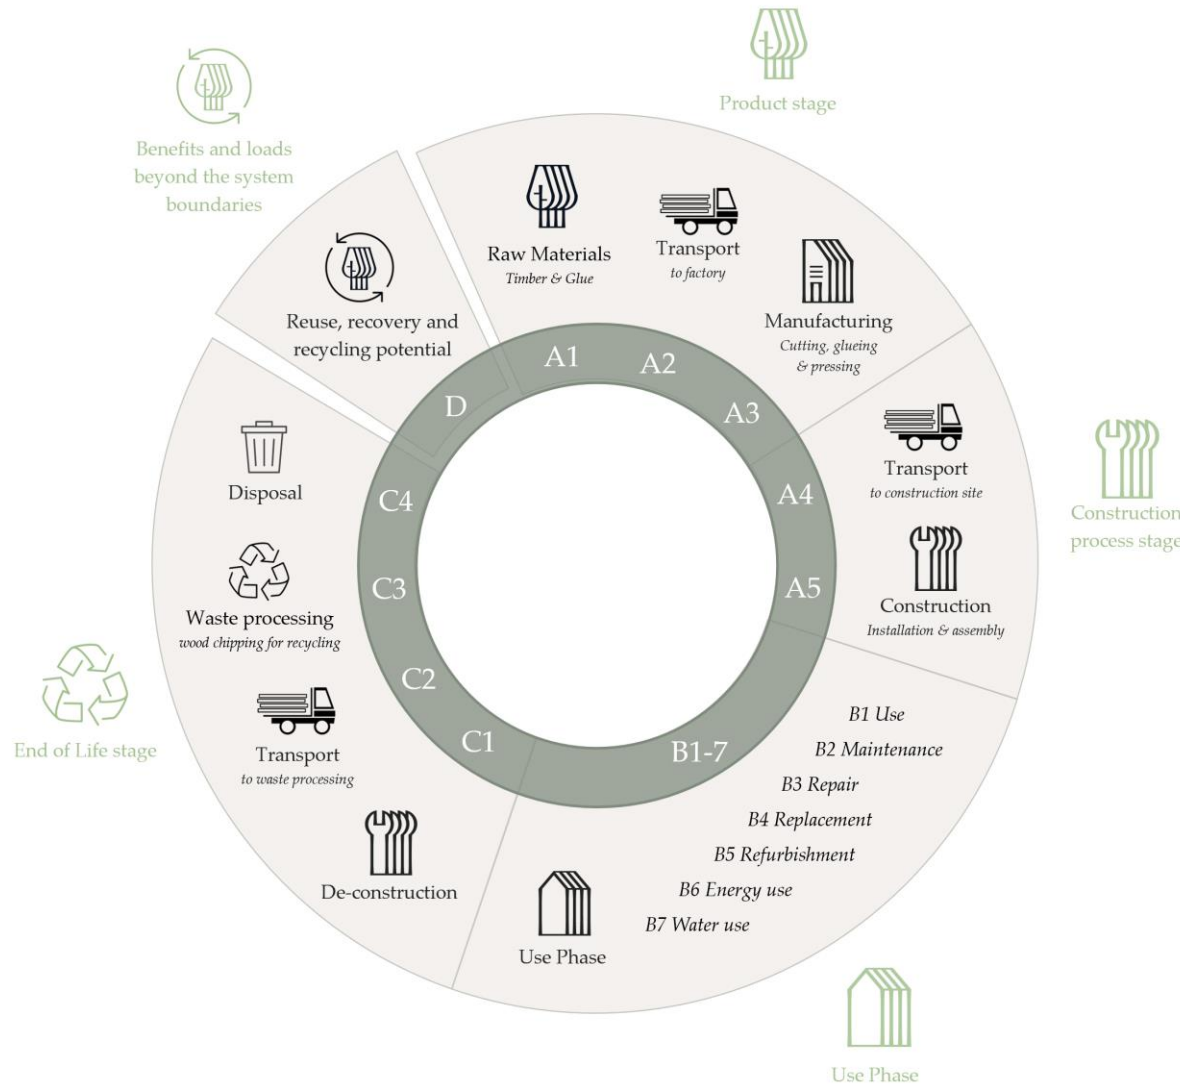 Product stage
Benefits and loads
beyond the system
boundaries
Raw Materials
Timber & Glue
Transport
to factory
Manufacturing
Cutting, glueing
& pressing
Reuse, recovery and
recycling potential
A1
A2
A3
D
Transport
to construction site
Construction
process stage
A4
A5
Construction
Installation & assembly
Disposal
C4
Waste processing
wood chipping for recycling
C3
C2
C1
B1-7
End of Life stage
Transport
to waste processing
De-construction
B1 Use
B2 Maintenance
B3 Repair
B4 Replacement
B5 Refurbishment
B6 Energy use
B7 Water use
Use Phase
Use Phase